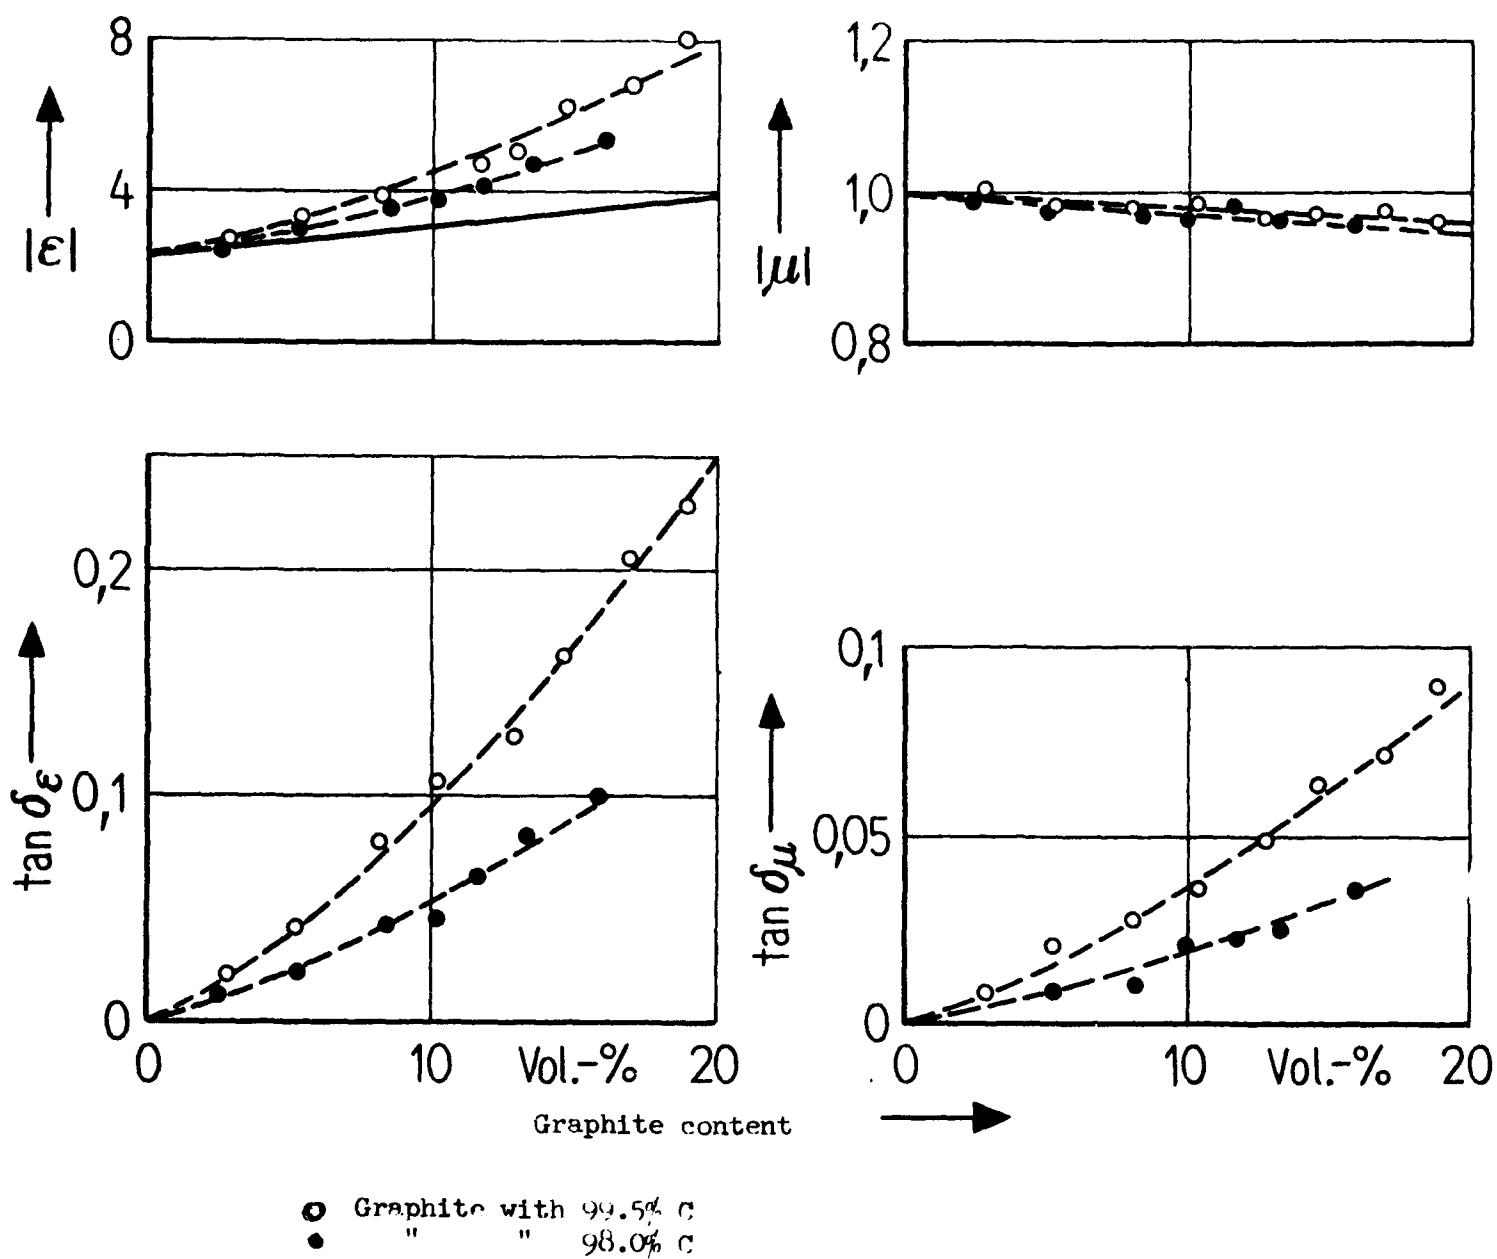 8
4
|ε|
0
1,2
1,0
|μ|
0,8
0,2
0,1
tan δε
0
0 10 Vol.-% 20
0,1
0,05
tan δμ
0
0 10 Vol.-% 20
Graphite content
Graphite with 99.5% C
" " 98.0% C